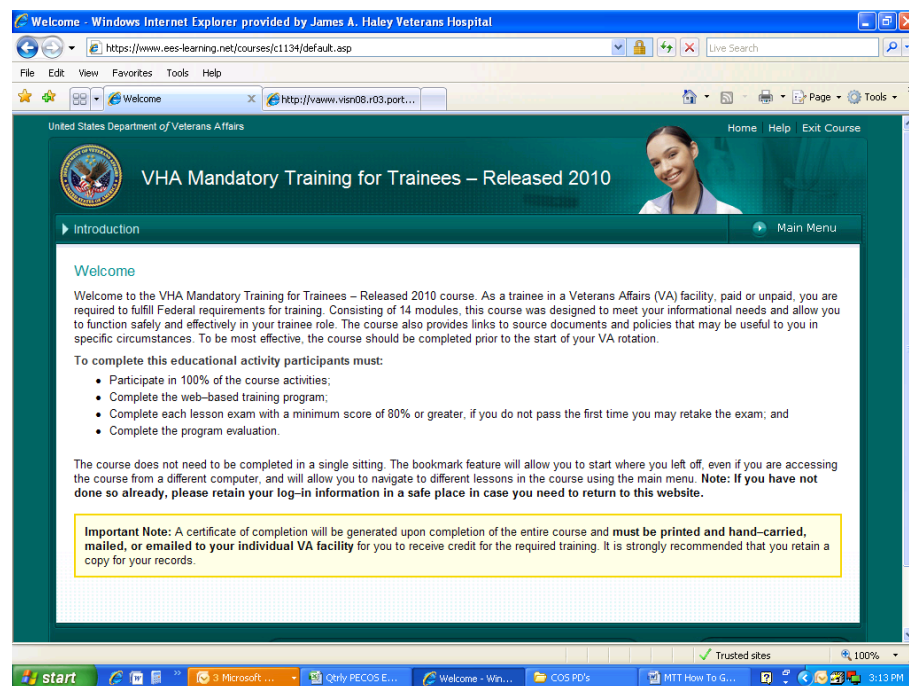 Welcome - Windows Internet Explorer provided by James A. Haley Veterans Hospital
https://www.ees-learning.net/courses/c1134/default.asp
Live Search
File Edit View Favorites Tools Help
Welcome
http://vaww.visn08.r03.port...
Page
Tools
United States Department of Veterans Affairs
Home Help Exit Course
VHA Mandatory Training for Trainees – Released 2010
Introduction
Main Menu
Welcome
Welcome to the VHA Mandatory Training for Trainees – Released 2010 course. As a trainee in a Veterans Affairs (VA) facility, paid or unpaid, you are
required to fulfill Federal requirements for training. Consisting of 14 modules, this course was designed to meet your informational needs and allow you
to function safely and effectively in your trainee role. The course also provides links to source documents and policies that may be useful to you in
specific circumstances. To be most effective, the course should be completed prior to the start of your VA rotation.
To complete this educational activity participants must:
• Participate in 100% of the course activities;
• Complete the web–based training program;
• Complete each lesson exam with a minimum score of 80% or greater, if you do not pass the first time you may retake the exam; and
• Complete the program evaluation.
The course does not need to be completed in a single sitting. The bookmark feature will allow you to start where you left off, even if you are accessing
the course from a different computer, and will allow you to navigate to different lessons in the course using the main menu. Note: If you have not
done so already, please retain your log–in information in a safe place in case you need to return to this website.
Important Note: A certificate of completion will be generated upon completion of the entire course and must be printed and hand–carried,
mailed, or emailed to your individual VA facility for you to receive credit for the required training. It is strongly recommended that you retain a
copy for your records.
Trusted sites
100%
start
3 Microsoft ...
Qtrly PECOS E...
Welcome - Win...
COS PD's
MTT How To G...
3:13 PM